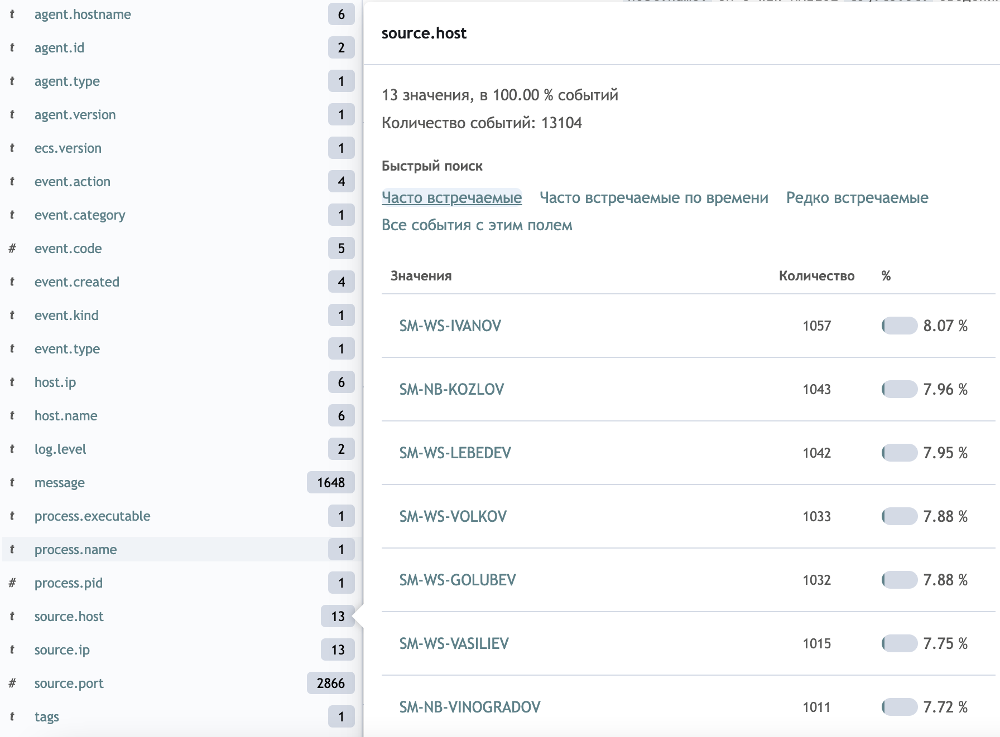 t agent.hostname 6
t agent.id 2
t agent.type 1
t agent.version 1
t ecs.version 1
t event.action 4
t event.category 1
# event.code 5
t event.created 4
t event.kind 1
t event.type 1
t host.ip 6
t host.name 6
t log.level 2
t message 1648
t process.executable 1
t process.name 1
# process.pid 1
t source.host 13
t source.ip 13
# source.port 2866
t tags 1
source.host
13 значения, в 100.00 % событий
Количество событий: 13104
Быстрый поиск
Часто встречаемые Часто встречаемые по времени Редко встречаемые
Все события с этим полем
Значения Количество %
SM-WS-IVANOV 1057 8.07 %
SM-NB-KOZLOV 1043 7.96 %
SM-WS-LEBEDEV 1042 7.95 %
SM-WS-VOLKOV 1033 7.88 %
SM-WS-GOLUBEV 1032 7.88 %
SM-WS-VASILIEV 1015 7.75 %
SM-NB-VINOGRADOV 1011 7.72 %